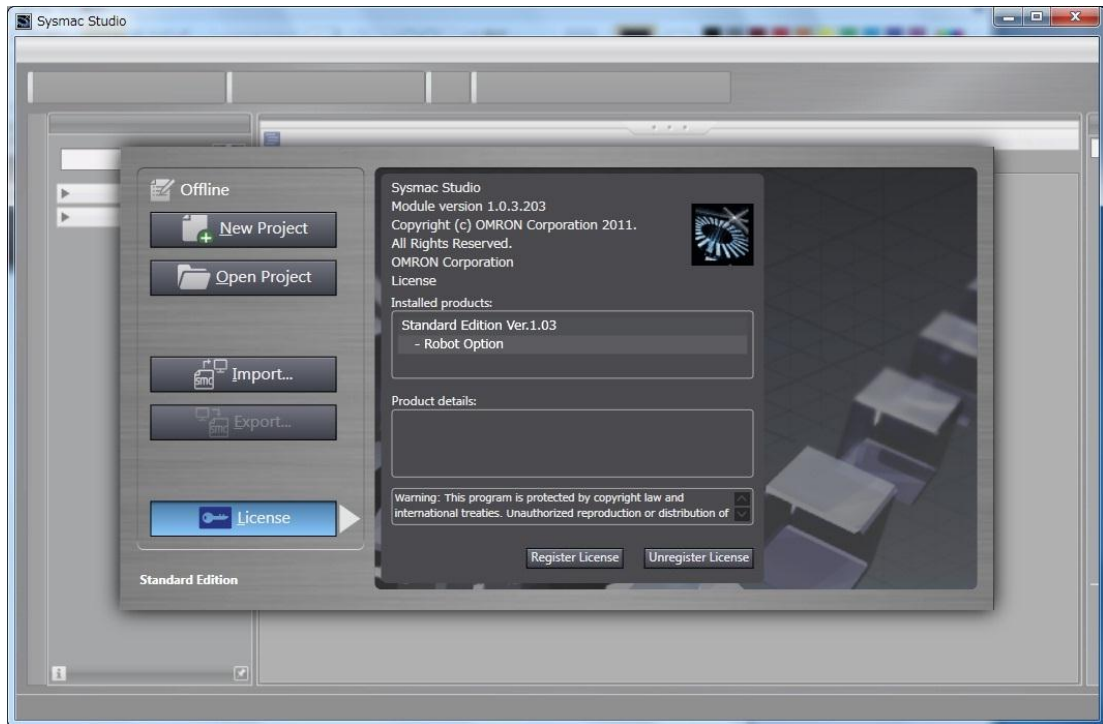 Sysmac Studio
Offline
New Project
Open Project
Import...
Export...
License
Standard Edition
Sysmac Studio
Module version 1.0.3.203
Copyright (c) OMRON Corporation 2011.
All Rights Reserved.
OMRON Corporation
License
Installed products:
Standard Edition Ver.1.03
- Robot Option
Product details:
Warning: This program is protected by copyright law and
international treaties. Unauthorized reproduction or distribution of
Register License
Unregister License